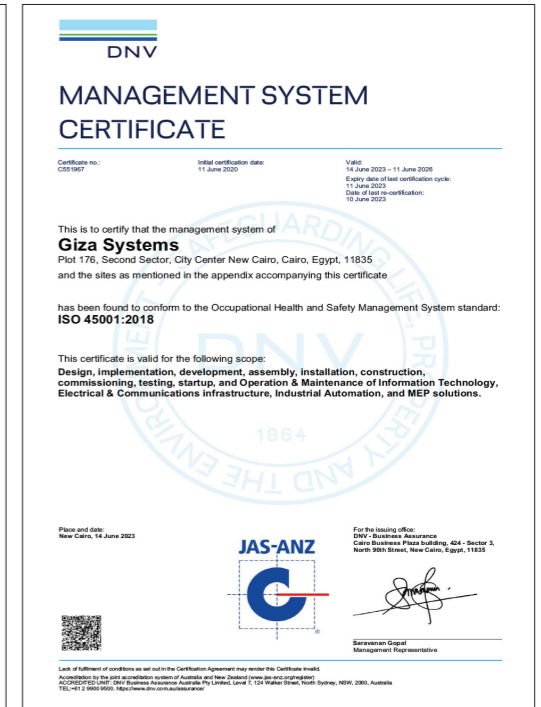 DNV
MANAGEMENT SYSTEM
CERTIFICATE
Certificate no.:
C551967
Initial certification date:
11 June 2020
Valid:
14 June 2023 – 11 June 2026
Expiry date of last certification cycle:
11 June 2023
Date of last re-certification:
10 June 2023
This is to certify that the management system of
Giza Systems
Plot 176, Second Sector, City Center New Cairo, Cairo, Egypt, 11835
and the sites as mentioned in the appendix accompanying this certificate
has been found to conform to the Occupational Health and Safety Management System standard:
ISO 45001:2018
This certificate is valid for the following scope:
Design, implementation, development, assembly, installation, construction,
commissioning, testing, startup, and Operation & Maintenance of Information Technology,
Electrical & Communications infrastructure, Industrial Automation, and MEP solutions.
SAFEGUARDING LIFE, PROPERTY AND THE ENVIRONMENT
DNV
1864
Place and date:
New Cairo, 14 June 2023
JAS-ANZ
®
For the issuing office:
DNV - Business Assurance
Cairo Business Plaza building, 424 - Sector 3,
North 90th Street, New Cairo, Egypt, 11835
Saravanan Gopal
Management Representative
Lack of fulfilment of conditions as set out in the Certification Agreement may render this Certificate invalid.
Accreditation by the joint accreditation system of Australia and New Zealand (www.jas-anz.org/register)
ACCREDITED UNIT: DNV Business Assurance Australia Pty Limited, Level 7, 124 Walker Street, North Sydney, NSW, 2060, Australia
TEL:+61 2 9900 9500. https://www.dnv.com.au/assurance/